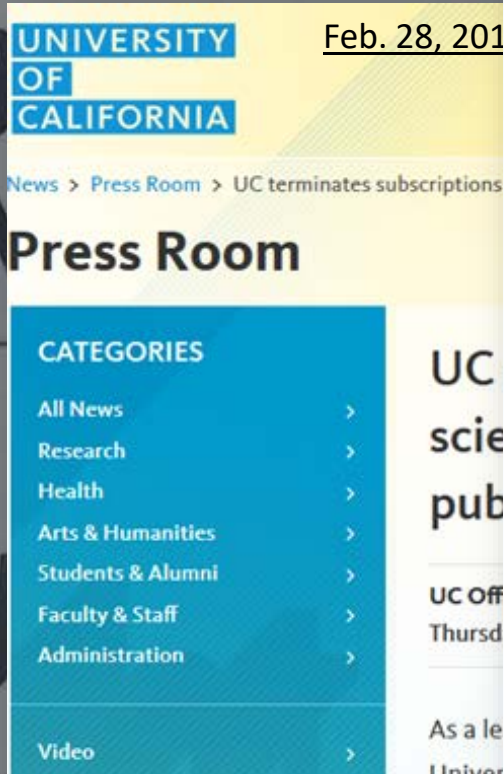 UNIVERSITY
OF
CALIFORNIA
Feb. 28, 201
News > Press Room > UC terminates subscriptions
Press Room
CATEGORIES
All News >
Research >
Health >
Arts & Humanities >
Students & Alumni >
Faculty & Staff >
Administration >
Video >
UC
scie
pub
UC Off
Thursd
As a le
Univer